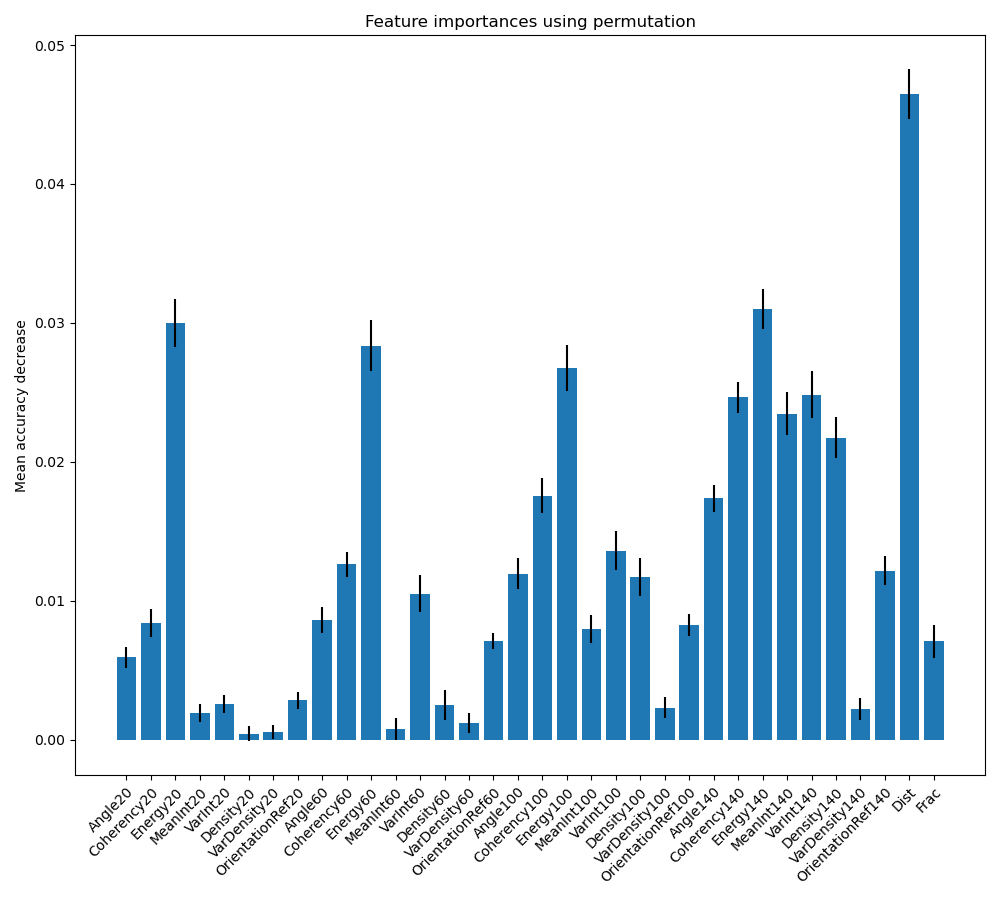 Feature importances using permutation
Mean accuracy decrease
0.05
0.04
0.03
0.02
0.01
0.00
Angle20
Coherency20
Energy20
MeanInt20
VarInt20
Density20
VarDensity20
OrientationRef20
Angle60
Coherency60
Energy60
MeanInt60
VarInt60
Density60
VarDensity60
OrientationRef60
Angle100
Coherency100
Energy100
MeanInt100
VarInt100
Density100
VarDensity100
OrientationRef100
Angle140
Coherency140
Energy140
MeanInt140
VarInt140
Density140
VarDensity140
OrientationRef140
Dist
Frac